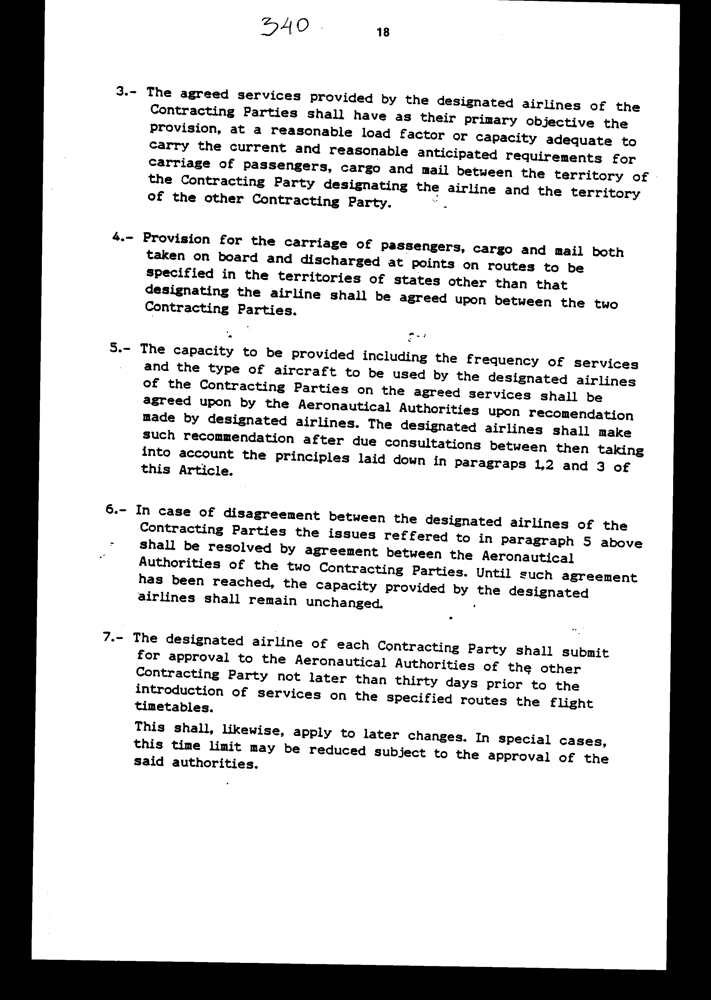 340
18
3.- The agreed services provided by the designated airlines of the
Contracting Parties shall have as their primary objective the
provision, at a reasonable load factor or capacity adequate to
carry the current and reasonable anticipated requirements for
carriage of passengers, cargo and mail between the territory of
the Contracting Party designating the airline and the territory
of the other Contracting Party.
4.- Provision for the carriage of passengers, cargo and mail both
taken on board and discharged at points on routes to be
specified in the territories of states other than that
designating the airline shall be agreed upon between the two
Contracting Parties.
5.- The capacity to be provided including the frequency of services
and the type of aircraft to be used by the designated airlines
of the Contracting Parties on the agreed services shall be
agreed upon by the Aeronautical Authorities upon recomendation
made by designated airlines. The designated airlines shall make
such recommendation after due consultations between then taking
into account the principles laid down in paragraps 1,2 and 3 of
this Article.
6.- In case of disagreement between the designated airlines of the
Contracting Parties the issues reffered to in paragraph 5 above
shall be resolved by agreement between the Aeronautical
Authorities of the two Contracting Parties. Until such agreement
has been reached, the capacity provided by the designated
airlines shall remain unchanged.
7.- The designated airline of each Contracting Party shall submit
for approval to the Aeronautical Authorities of the other
Contracting Party not later than thirty days prior to the
introduction of services on the specified routes the flight
timetables.
This shall, likewise, apply to later changes. In special cases,
this time limit may be reduced subject to the approval of the
said authorities.